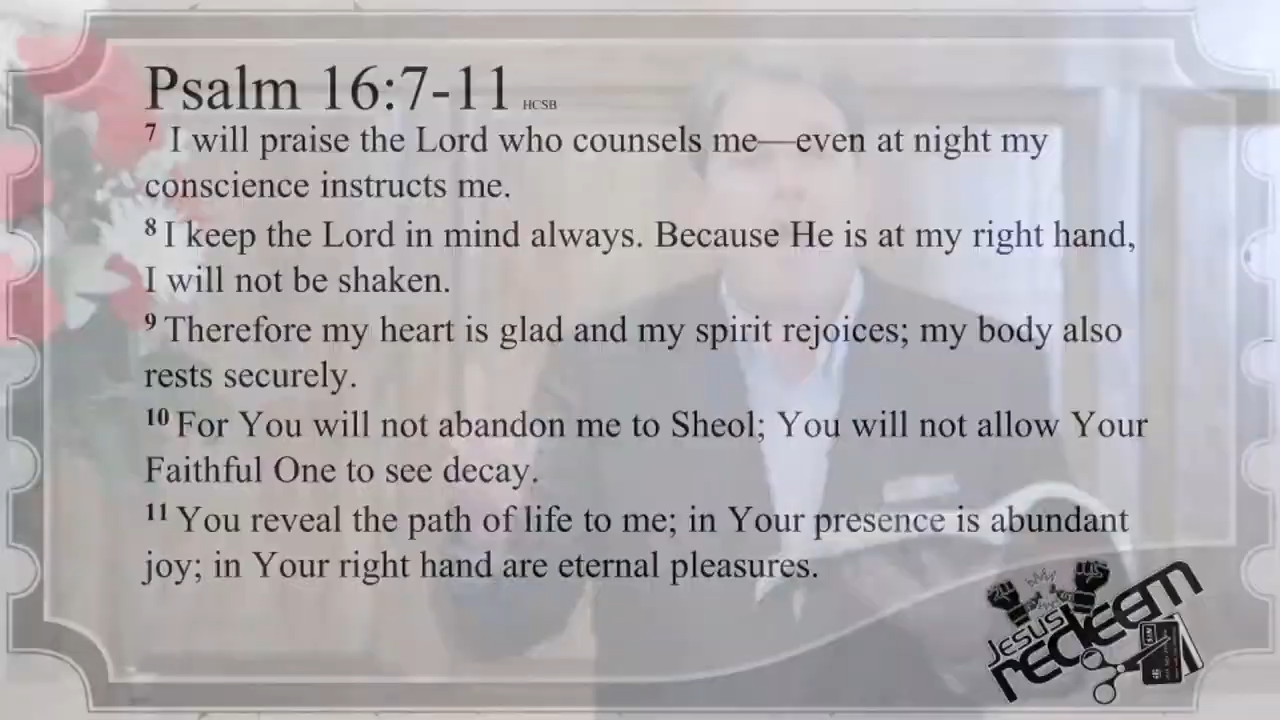 Psalm 16:7-11 HCSB
7 I will praise the Lord who counsels me—even at night my
conscience instructs me.
8 I keep the Lord in mind always. Because He is at my right hand,
I will not be shaken.
9 Therefore my heart is glad and my spirit rejoices; my body also
rests securely.
10 For You will not abandon me to Sheol; You will not allow Your
Faithful One to see decay.
11 You reveal the path of life to me; in Your presence is abundant
joy; in Your right hand are eternal pleasures.
Jesus
redeem